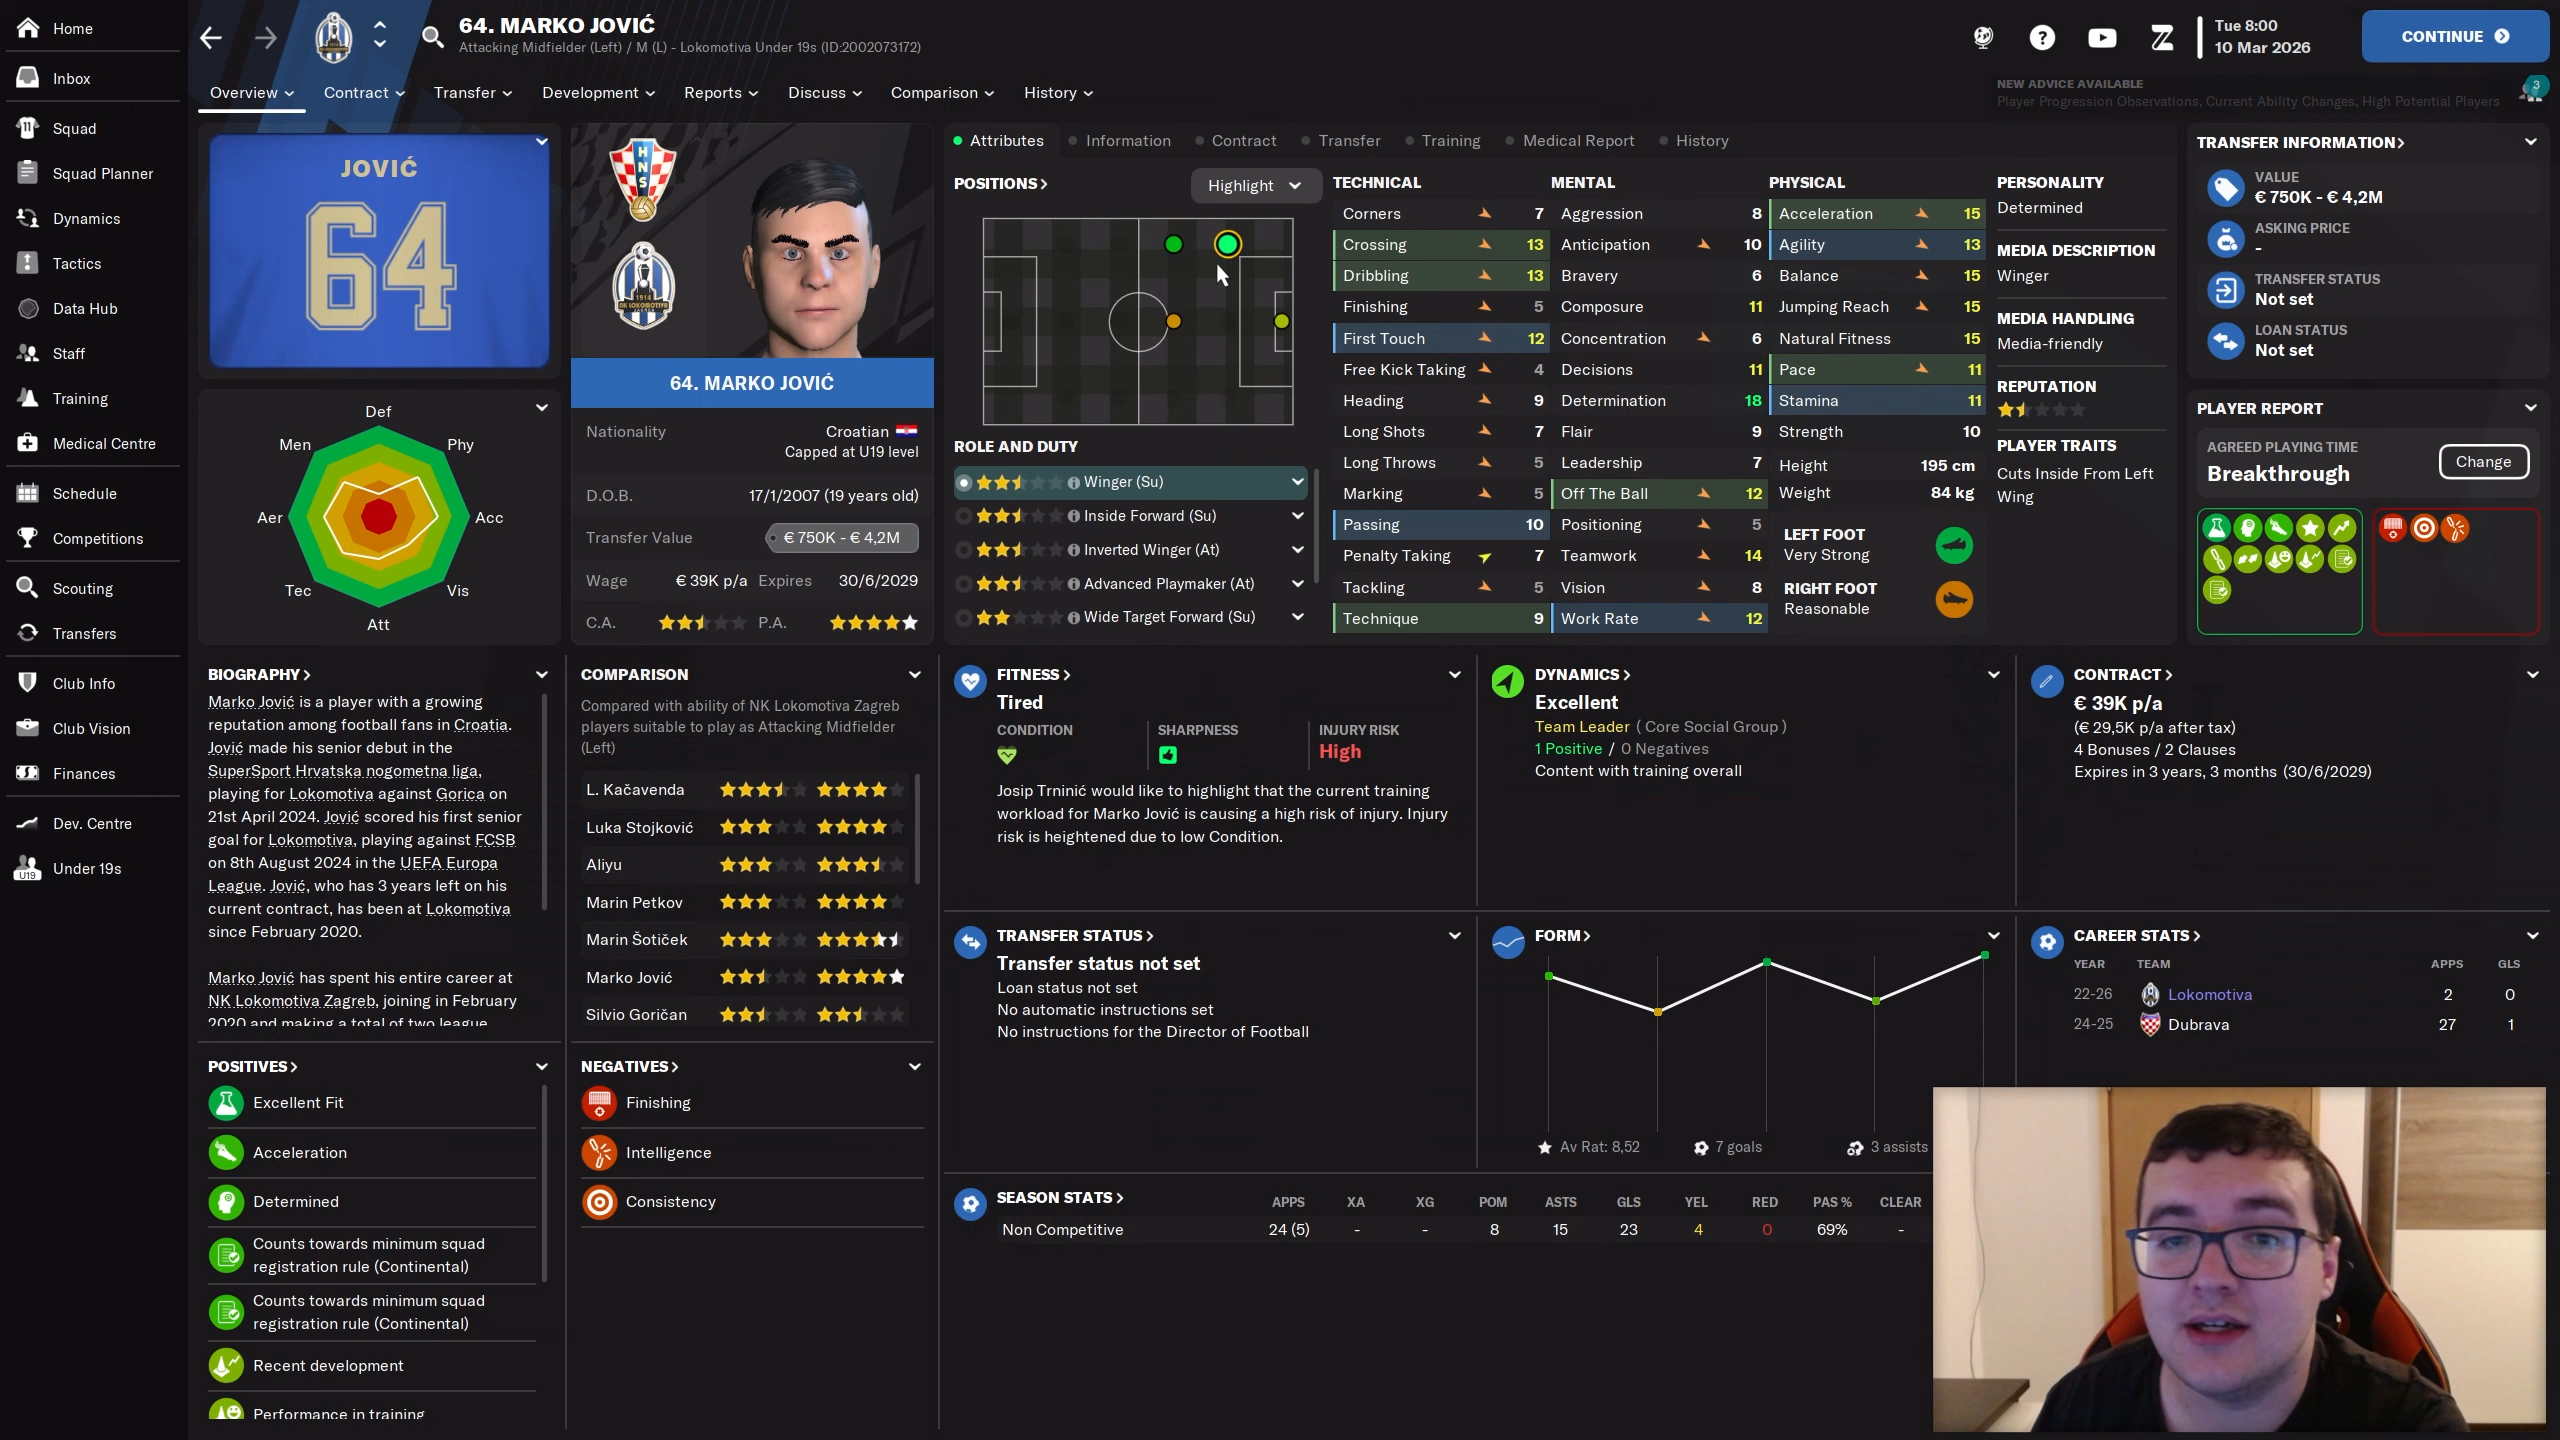 Home
Inbox
Squad
Squad Planner
Dynamics
Tactics
Data Hub
Staff
Training
Medical Centre
Schedule
Competitions
Scouting
Transfers
Club Info
Club Vision
Finances
Dev. Centre
Under 19s
64. MARKO JOVIĆ
Attacking Midfielder (Left) / M (L) - Lokomotiva Under 19s (ID:2002073172)
Tue 8:00
10 Mar 2026
CONTINUE
Overview Contract Transfer Development Reports Discuss Comparison History
NEW ADVICE AVAILABLE
Player Progression Observations, Current Ability Changes, High Potential Players
3
JOVIĆ
64
Def
Men Phy
Aer Acc
Tec Vis
Att
64. MARKO JOVIĆ
Nationality Croatian
Capped at U19 level
D.O.B. 17/1/2007 (19 years old)
Transfer Value € 750K - € 4,2M
Wage € 39K p/a Expires 30/6/2029
C.A. P.A.
Attributes Information Contract Transfer Training Medical Report History
POSITIONS Highlight
ROLE AND DUTY
Winger (Su)
Inside Forward (Su)
Inverted Winger (At)
Advanced Playmaker (At)
Wide Target Forward (Su)
TECHNICAL
Corners 7
Crossing 13
Dribbling 13
Finishing 5
First Touch 12
Free Kick Taking 4
Heading 9
Long Shots 7
Long Throws 5
Marking 5
Passing 10
Penalty Taking 7
Tackling 5
Technique 9
MENTAL
Aggression 8
Anticipation 10
Bravery 6
Composure 11
Concentration 6
Decisions 11
Determination 18
Flair 9
Leadership 7
Off The Ball 12
Positioning 5
Teamwork 14
Vision 8
Work Rate 12
PHYSICAL
Acceleration 15
Agility 13
Balance 15
Jumping Reach 15
Natural Fitness 15
Pace 11
Stamina 11
Strength 10
Height 195 cm
Weight 84 kg
LEFT FOOT
Very Strong
RIGHT FOOT
Reasonable
PERSONALITY
Determined
MEDIA DESCRIPTION
Winger
MEDIA HANDLING
Media-friendly
REPUTATION
PLAYER TRAITS
Cuts Inside From Left
Wing
TRANSFER INFORMATION
VALUE
€ 750K - € 4,2M
ASKING PRICE
-
TRANSFER STATUS
Not set
LOAN STATUS
Not set
PLAYER REPORT
AGREED PLAYING TIME
Breakthrough
Change
BIOGRAPHY
Marko Jović is a player with a growing
reputation among football fans in Croatia.
Jović made his senior debut in the
SuperSport Hrvatska nogometna liga,
playing for Lokomotiva against Gorica on
21st April 2024. Jović scored his first senior
goal for Lokomotiva, playing against FCSB
on 8th August 2024 in the UEFA Europa
League. Jović, who has 3 years left on his
current contract, has been at Lokomotiva
since February 2020.
Marko Jović has spent his entire career at
NK Lokomotiva Zagreb, joining in February
2020 and making a total of two league
COMPARISON
Compared with ability of NK Lokomotiva Zagreb
players suitable to play as Attacking Midfielder
(Left)
L. Kačavenda
Luka Stojković
Aliyu
Marin Petkov
Marin Šotiček
Marko Jović
Silvio Goričan
FITNESS
Tired
CONDITION SHARPNESS INJURY RISK
High
Josip Trninić would like to highlight that the current training
workload for Marko Jović is causing a high risk of injury. Injury
risk is heightened due to low Condition.
DYNAMICS
Excellent
Team Leader ( Core Social Group )
1 Positive / 0 Negatives
Content with training overall
CONTRACT
€ 39K p/a
(€ 29,5K p/a after tax)
4 Bonuses / 2 Clauses
Expires in 3 years, 3 months (30/6/2029)
TRANSFER STATUS
Transfer status not set
Loan status not set
No automatic instructions set
No instructions for the Director of Football
FORM
Av Rat: 8,52 7 goals 3 assists
CAREER STATS
YEAR TEAM APPS GLS
22-26 Lokomotiva 2 0
24-25 Dubrava 27 1
POSITIVES
Excellent Fit
Acceleration
Determined
Counts towards minimum squad
registration rule (Continental)
Counts towards minimum squad
registration rule (Continental)
Recent development
Performance in training
NEGATIVES
Finishing
Intelligence
Consistency
SEASON STATS APPS XA XG POM ASTS GLS YEL RED PAS % CLEAR
Non Competitive 24 (5) - - 8 15 23 4 0 69% -